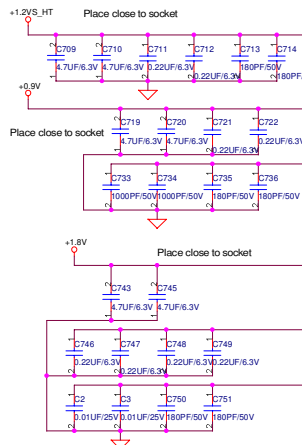 +1.2VS_HT
Place close to socket
C709 C710 C711 C712 C713 C714
4.7UF/6.3V 4.7UF/6.3V 0.22UF/6.3V 0.22UF/6.3V 180PF/50V 180PF/50V
+0.9V
Place close to socket
C719 C720 C721 C722
4.7UF/6.3V 4.7UF/6.3V 0.22UF/6.3V 0.22UF/6.3V
C733 C734 C735 C736
1000PF/50V 1000PF/50V 180PF/50V 180PF/50V
+1.8V
Place close to socket
C743 C745
4.7UF/6.3V 4.7UF/6.3V
C746 C747 C748 C749
0.22UF/6.3V 0.22UF/6.3V 0.22UF/6.3V 0.22UF/6.3V
C2 C3 C750 C751
0.01UF/25V 0.01UF/25V 180PF/50V 180PF/50V